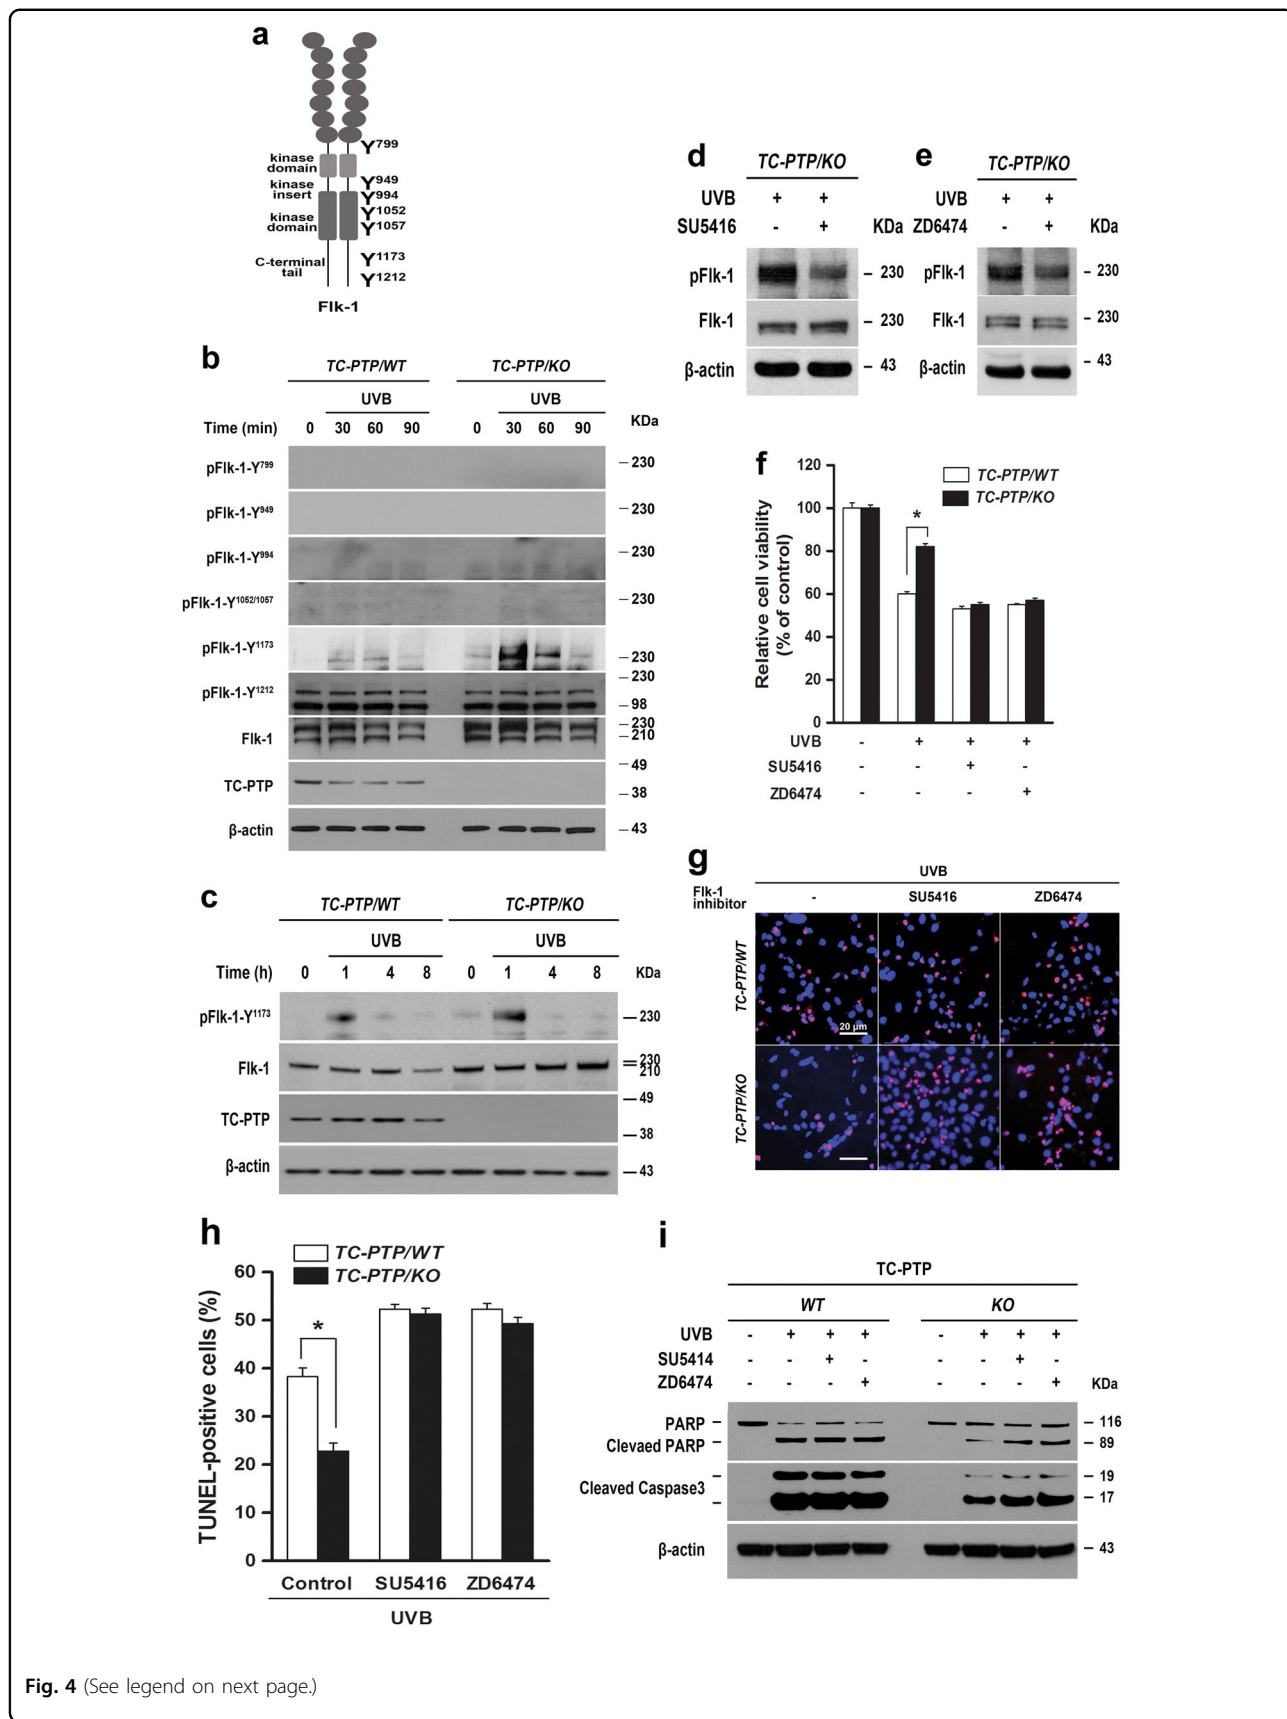 a
Y799
kinase domain
Y949
kinase insert
Y994
Y1052
kinase domain
Y1057
C-terminal tail
Y1173
Y1212
Flk-1
b
TC-PTP/WT TC-PTP/KO
UVB UVB
KDa
Time (min) 0 30 60 90 0 30 60 90
pFlk-1-Y799 – 230
pFlk-1-Y949 – 230
pFlk-1-Y994 – 230
pFlk-1-Y1052/1057 – 230
pFlk-1-Y1173 – 230
– 230
pFlk-1-Y1212
– 98
– 230
Flk-1 – 210
– 49
TC-PTP
– 38
β-actin – 43
c
TC-PTP/WT TC-PTP/KO
UVB UVB
Time (h) 0 1 4 8 0 1 4 8 KDa
pFlk-1-Y1173 – 230
Flk-1 – 230
– 210
– 49
TC-PTP
– 38
β-actin – 43
d
TC-PTP/KO
UVB + +
SU5416 - + KDa
pFlk-1 – 230
Flk-1 – 230
β-actin – 43
e
TC-PTP/KO
UVB + +
ZD6474 - + KDa
pFlk-1 – 230
Flk-1 – 230
β-actin – 43
f
Relative cell viability
(% of control)
120
100
80
60
40
20
0
TC-PTP/WT
TC-PTP/KO
*
UVB - + + +
SU5416 - - + -
ZD6474 - - - +
g
UVB
Flk-1 inhibitor - SU5416 ZD6474
TC-PTP/WT
20 μm
TC-PTP/KO
h
TC-PTP/WT
TC-PTP/KO
TUNEL-positive cells (%)
60
50
40
30
20
10
0
*
Control SU5416 ZD6474
UVB
i
TC-PTP
WT KO
UVB - + + + - + + +
SU5414 - - + - - - + -
ZD6474 - - - + - - - + KDa
PARP – – 116
Clevaed PARP – – 89
Cleaved Caspase3 – – 19
– – 17
β-actin – 43
Fig. 4 (See legend on next page.)